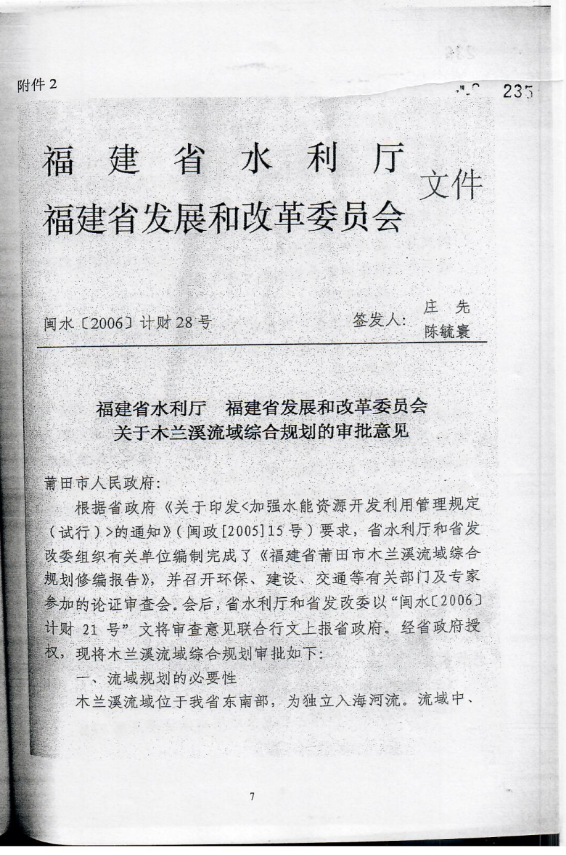 附件 2
235
福建省水利厅
福建省发展和改革委员会
文件
闽水〔2006〕计财 28 号
签发人：
庄 先
陈毓寰
福建省水利厅 福建省发展和改革委员会
关于木兰溪流域综合规划的审批意见
莆田市人民政府：
根据省政府《关于印发<加强水能资源开发利用管理规定
（试行）>的通知》（闽政[2005]15 号）要求，省水利厅和省发
改委组织有关单位编制完成了《福建省莆田市木兰溪流域综合
规划修编报告》，并召开环保、建设、交通等有关部门及专家
参加的论证审查会。会后，省水利厅和省发改委以“闽水[2006]
计财 21 号”文将审查意见联合行文上报省政府。经省政府授
权，现将木兰溪流域综合规划审批如下：
一、流域规划的必要性
木兰溪流域位于我省东南部，为独立入海河流。流域中、
7